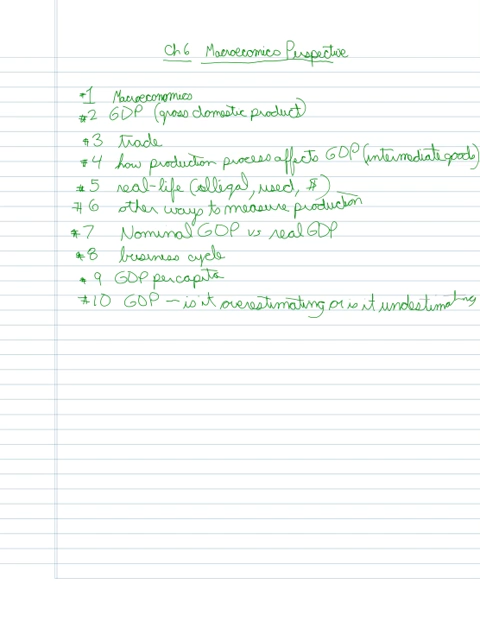 Ch 6 Macroecomics Perspective
#1 Macroeconomics
#2 GDP (gross domestic product)
#3 trade
#4 how production process affects GDP (intermediate goods)
#5 real-life (illegal, used, $)
#6 other ways to measure production
#7 Nominal GDP vs real GDP
#8 business cycle
#9 GDP per capita
#10 GDP — is it overestimating or is it undestimating